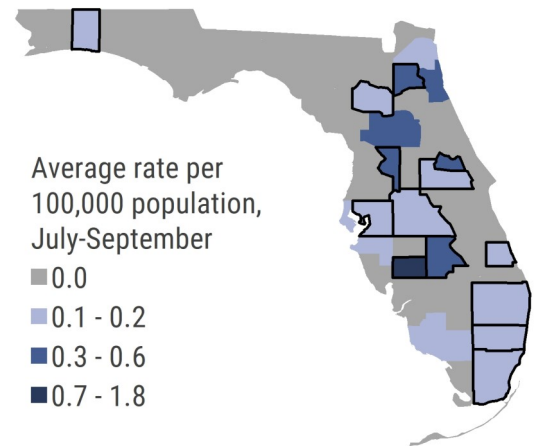 Average rate per
100,000 population,
July-September
0.0
0.1 - 0.2
0.3 - 0.6
0.7 - 1.8